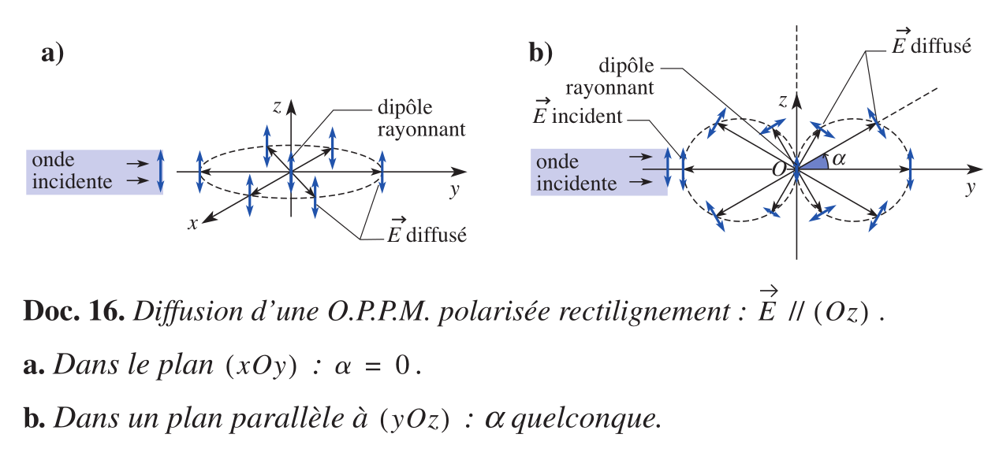 a)
z
dipôle
rayonnant
onde
incidente
y
x
E diffusé
b)
E diffusé
dipôle
rayonnant
z
E incident
onde
incidente
O
α
y
Doc. 16. Diffusion d’une O.P.P.M. polarisée rectilignement : E // (Oz) .
a. Dans le plan (xOy) : α = 0.
b. Dans un plan parallèle à (yOz) : α quelconque.